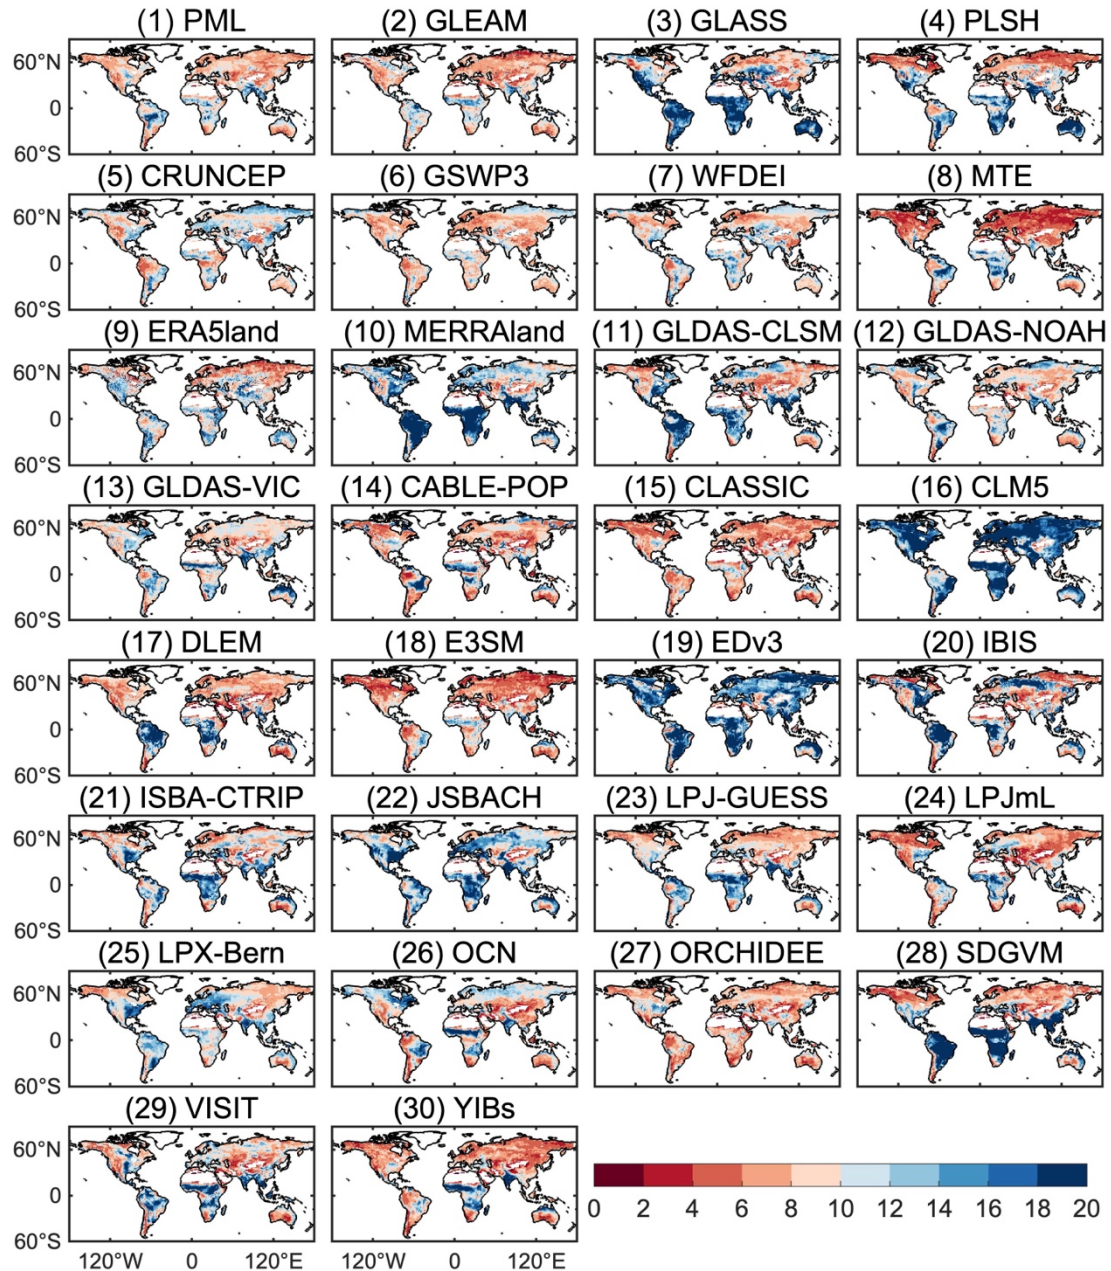 (1) PML (2) GLEAM (3) GLASS (4) PLSH
60°N
0
60°S
(5) CRUNCEP (6) GSWP3 (7) WFDEI (8) MTE
60°N
0
60°S
(9) ERA5land (10) MERRAland (11) GLDAS-CLSM (12) GLDAS-NOAH
60°N
0
60°S
(13) GLDAS-VIC (14) CABLE-POP (15) CLASSIC (16) CLM5
60°N
0
60°S
(17) DLEM (18) E3SM (19) EDv3 (20) IBIS
60°N
0
60°S
(21) ISBA-CTRIP (22) JSBACH (23) LPJ-GUESS (24) LPJmL
60°N
0
60°S
(25) LPX-Bern (26) OCN (27) ORCHIDEE (28) SDGVM
60°N
0
60°S
(29) VISIT (30) YIBs
60°N
0
60°S
120°W 0 120°E 0 120°E
0 2 4 6 8 10 12 14 16 18 20